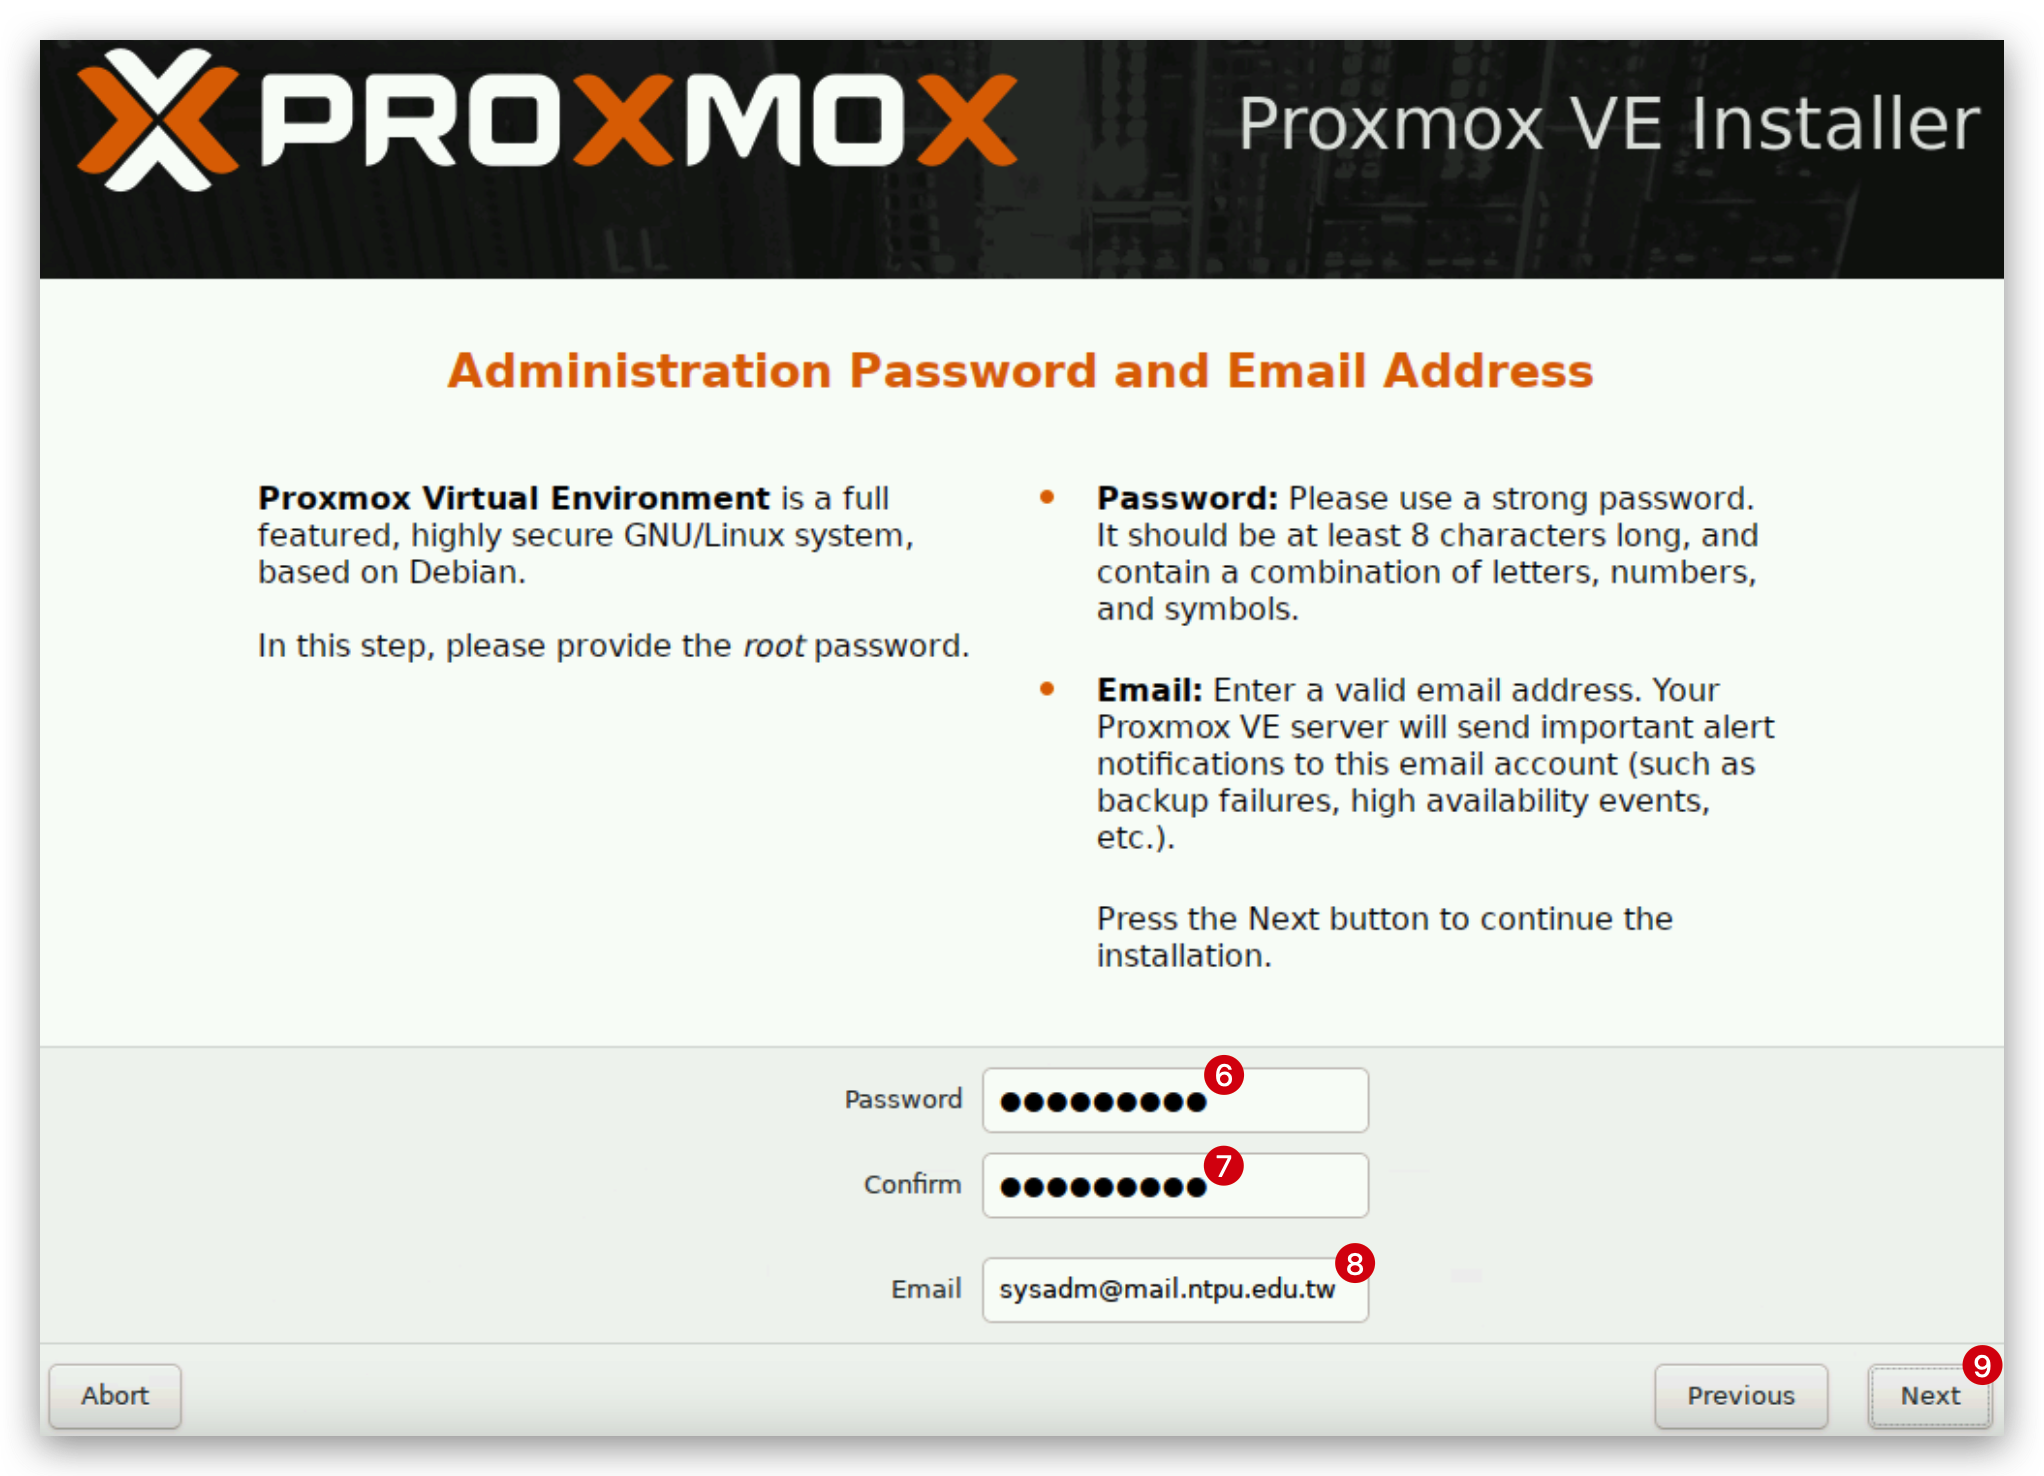 PROXMOX
Proxmox VE Installer
Administration Password and Email Address
Proxmox Virtual Environment is a full
featured, highly secure GNU/Linux system,
based on Debian.
In this step, please provide the root password.
• Password: Please use a strong password.
It should be at least 8 characters long, and
contain a combination of letters, numbers,
and symbols.
• Email: Enter a valid email address. Your
Proxmox VE server will send important alert
notifications to this email account (such as
backup failures, high availability events,
etc.).
Press the Next button to continue the
installation.
Password ●●●●●●●●● 6
Confirm ●●●●●●●●● 7
Email sysadm@mail.ntpu.edu.tw 8
Abort Previous Next 9